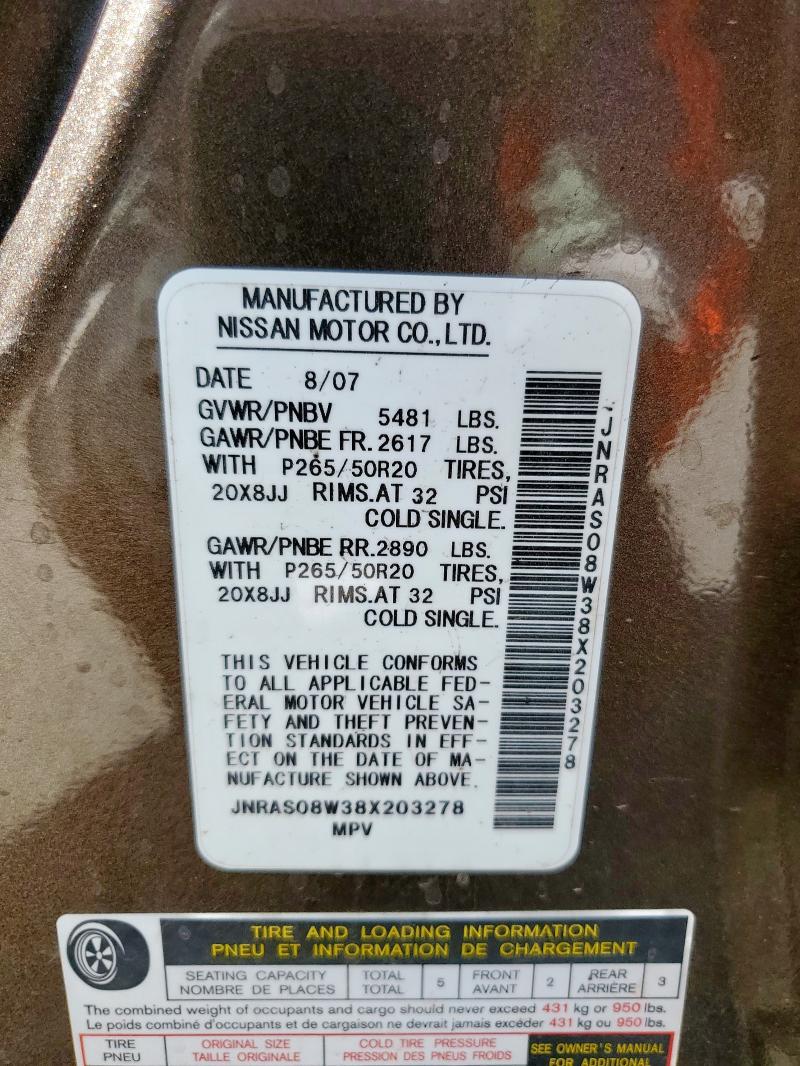 MANUFACTURED BY
NISSAN MOTOR CO.,LTD.
DATE 8/07
GVWR/PNBV 5481 LBS.
GAWR/PNBE FR. 2617 LBS.
WITH P265/50R20 TIRES,
20X8JJ RIMS.AT 32 PSI
COLD SINGLE.
GAWR/PNBE RR. 2890 LBS.
WITH P265/50R20 TIRES,
20X8JJ RIMS.AT 32 PSI
COLD SINGLE.
THIS VEHICLE CONFORMS
TO ALL APPLICABLE FED-
ERAL MOTOR VEHICLE SA-
FETY AND THEFT PREVEN-
TION STANDARDS IN EFF-
ECT ON THE DATE OF MA-
NUFACTURE SHOWN ABOVE.
JNRAS08W38X203278
MPV
JNRAS08W38X203278
TIRE AND LOADING INFORMATION
PNEU ET INFORMATION DE CHARGEMENT
SEATING CAPACITY TOTAL 5 FRONT 2 REAR 3
NOMBRE DE PLACES TOTAL AVANT ARRIÈRE
The combined weight of occupants and cargo should never exceed 431 kg or 950 lbs.
Le poids combiné d'occupants et de cargaison ne devrait jamais excéder 431 kg ou 950 lbs.
TIRE ORIGINAL SIZE COLD TIRE PRESSURE SEE OWNER'S MANUAL
PNEU TAILLE ORIGINALE PRESSION DES PNEUS FROIDS FOR ADDITIONAL